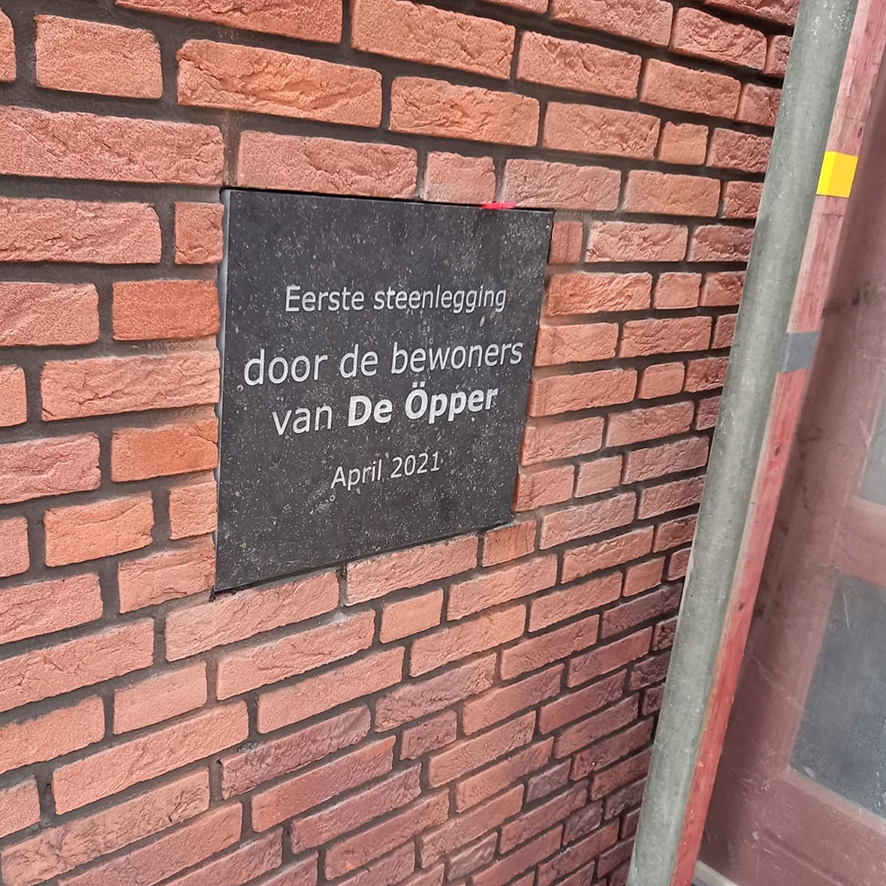 Eerste steenlegging
door de bewoners
van De Öpper
April 2021